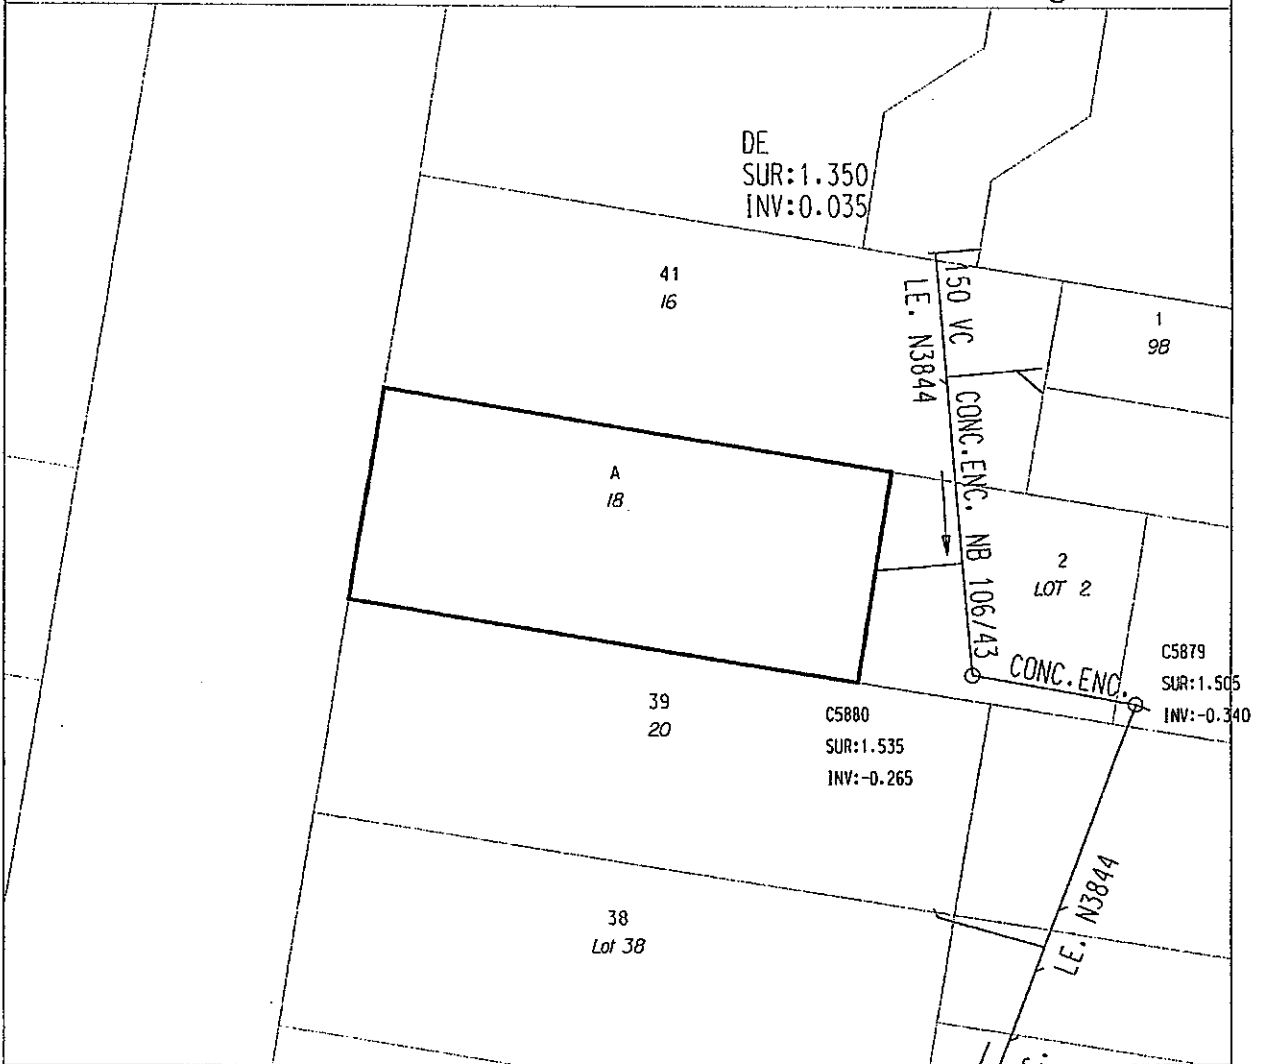 DE
SUR:1.350
INV:0.035
41
16
150 VC
LE. N3844
1
98
CONC.ENC. NB 106/43
A
18
2
LOT 2
CONC.ENC.
C5879
SUR:1.505
INV:-0.340
39
20
C5880
SUR:1.535
INV:-0.265
LE. N3844
38
Lot 38